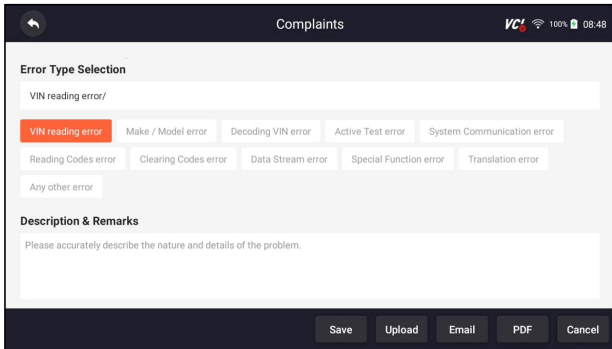 Complaints
VCI 100% 08:48
Error Type Selection
VIN reading error/
VIN reading error Make / Model error Decoding VIN error Active Test error System Communication error
Reading Codes error Clearing Codes error Data Stream error Special Function error Translation error
Any other error
Description & Remarks
Please accurately describe the nature and details of the problem.
Save Upload Email PDF Cancel